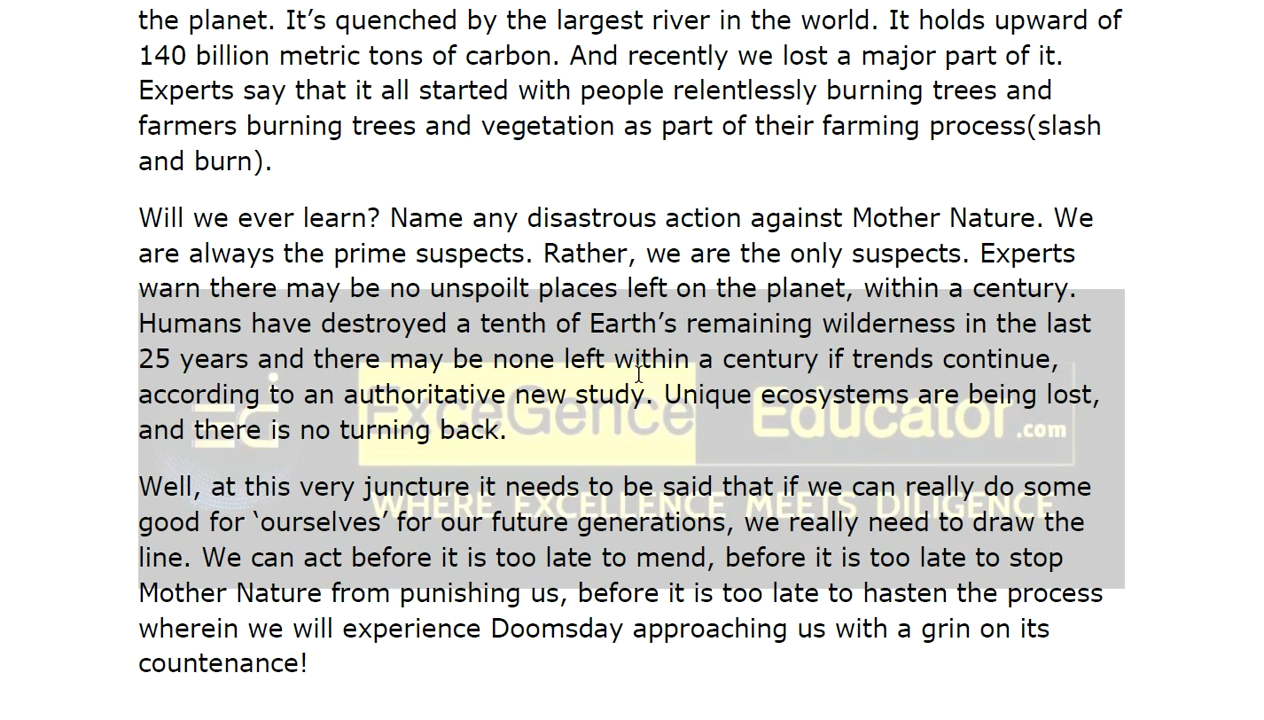 the planet. It’s quenched by the largest river in the world. It holds upward of
140 billion metric tons of carbon. And recently we lost a major part of it.
Experts say that it all started with people relentlessly burning trees and
farmers burning trees and vegetation as part of their farming process(slash
and burn).
Will we ever learn? Name any disastrous action against Mother Nature. We
are always the prime suspects. Rather, we are the only suspects. Experts
warn there may be no unspoilt places left on the planet, within a century.
Humans have destroyed a tenth of Earth’s remaining wilderness in the last
25 years and there may be none left within a century if trends continue,
according to an authoritative new study. Unique ecosystems are being lost,
and there is no turning back.
ExceGence Educator.com
WHERE EXCELLENCE MEETS DILIGENCE
Well, at this very juncture it needs to be said that if we can really do some
good for ‘ourselves’ for our future generations, we really need to draw the
line. We can act before it is too late to mend, before it is too late to stop
Mother Nature from punishing us, before it is too late to hasten the process
wherein we will experience Doomsday approaching us with a grin on its
countenance!